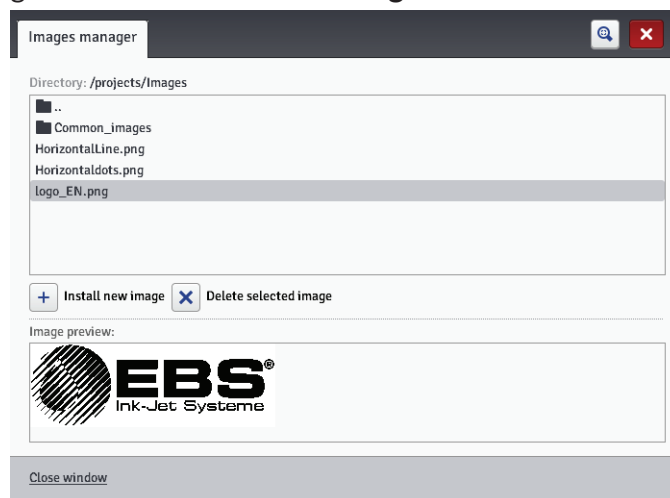 Images manager
Directory: /projects/Images
..
Common_images
HorizontalLine.png
Horizontaldots.png
logo_EN.png
Install new image Delete selected image
Image preview:
EBS®
Ink-Jet Systeme
Close window